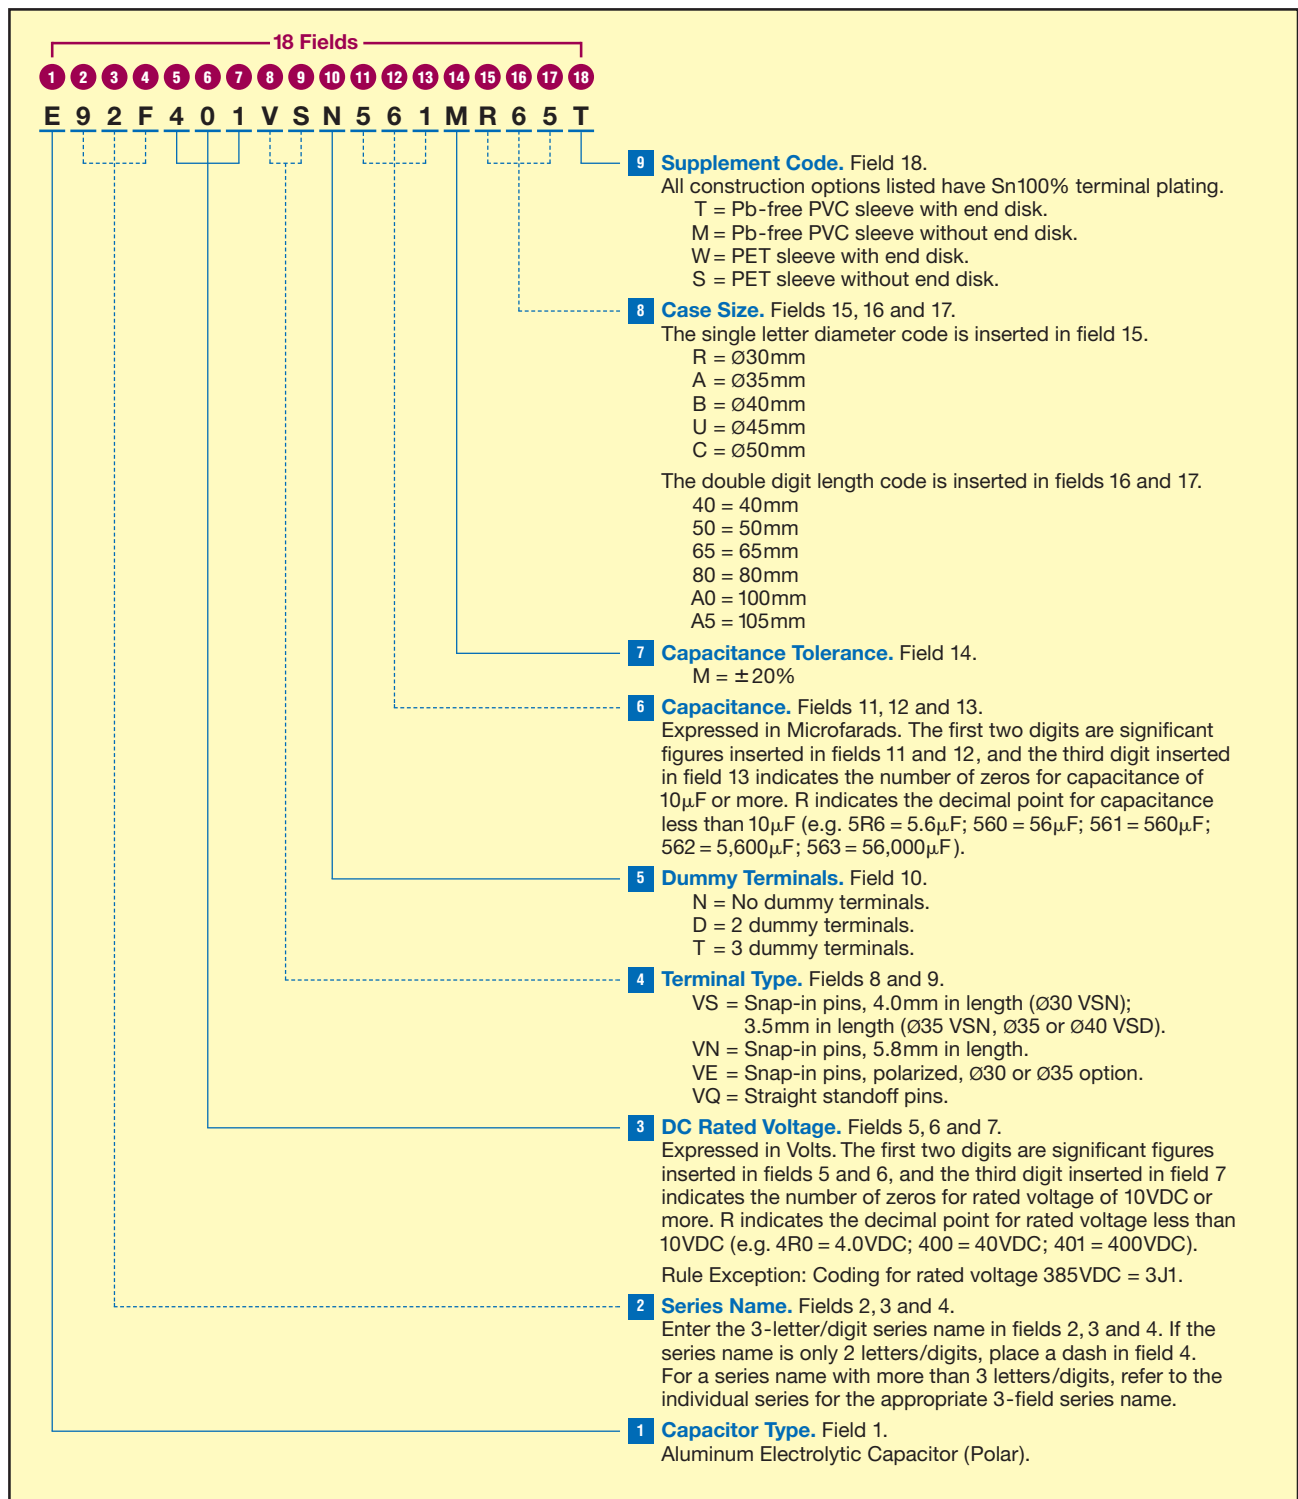 18 Fields
1 2 3 4 5 6 7 8 9 10 11 12 13 14 15 16 17 18
E 9 2 F 4 0 1 V S N 5 6 1 M R 6 5 T
9 Supplement Code. Field 18.
All construction options listed have Sn100% terminal plating.
T = Pb-free PVC sleeve with end disk.
M = Pb-free PVC sleeve without end disk.
W = PET sleeve with end disk.
S = PET sleeve without end disk.
8 Case Size. Fields 15, 16 and 17.
The single letter diameter code is inserted in field 15.
R = Ø30mm
A = Ø35mm
B = Ø40mm
U = Ø45mm
C = Ø50mm
The double digit length code is inserted in fields 16 and 17.
40 = 40mm
50 = 50mm
65 = 65mm
80 = 80mm
A0 = 100mm
A5 = 105mm
7 Capacitance Tolerance. Field 14.
M = ±20%
6 Capacitance. Fields 11, 12 and 13.
Expressed in Microfarads. The first two digits are significant
figures inserted in fields 11 and 12, and the third digit inserted
in field 13 indicates the number of zeros for capacitance of
10µF or more. R indicates the decimal point for capacitance
less than 10µF (e.g. 5R6 = 5.6µF; 560 = 56µF; 561 = 560µF;
562 = 5,600µF; 563 = 56,000µF).
5 Dummy Terminals. Field 10.
N = No dummy terminals.
D = 2 dummy terminals.
T = 3 dummy terminals.
4 Terminal Type. Fields 8 and 9.
VS = Snap-in pins, 4.0mm in length (Ø30 VSN);
3.5mm in length (Ø35 VSN, Ø35 or Ø40 VSD).
VN = Snap-in pins, 5.8mm in length.
VE = Snap-in pins, polarized, Ø30 or Ø35 option.
VQ = Straight standoff pins.
3 DC Rated Voltage. Fields 5, 6 and 7.
Expressed in Volts. The first two digits are significant figures
inserted in fields 5 and 6, and the third digit inserted in field 7
indicates the number of zeros for rated voltage of 10VDC or
more. R indicates the decimal point for rated voltage less than
10VDC (e.g. 4R0 = 4.0VDC; 400 = 40VDC; 401 = 400VDC).
Rule Exception: Coding for rated voltage 385VDC = 3J1.
2 Series Name. Fields 2, 3 and 4.
Enter the 3-letter/digit series name in fields 2, 3 and 4. If the
series name is only 2 letters/digits, place a dash in field 4.
For a series name with more than 3 letters/digits, refer to the
individual series for the appropriate 3-field series name.
1 Capacitor Type. Field 1.
Aluminum Electrolytic Capacitor (Polar).